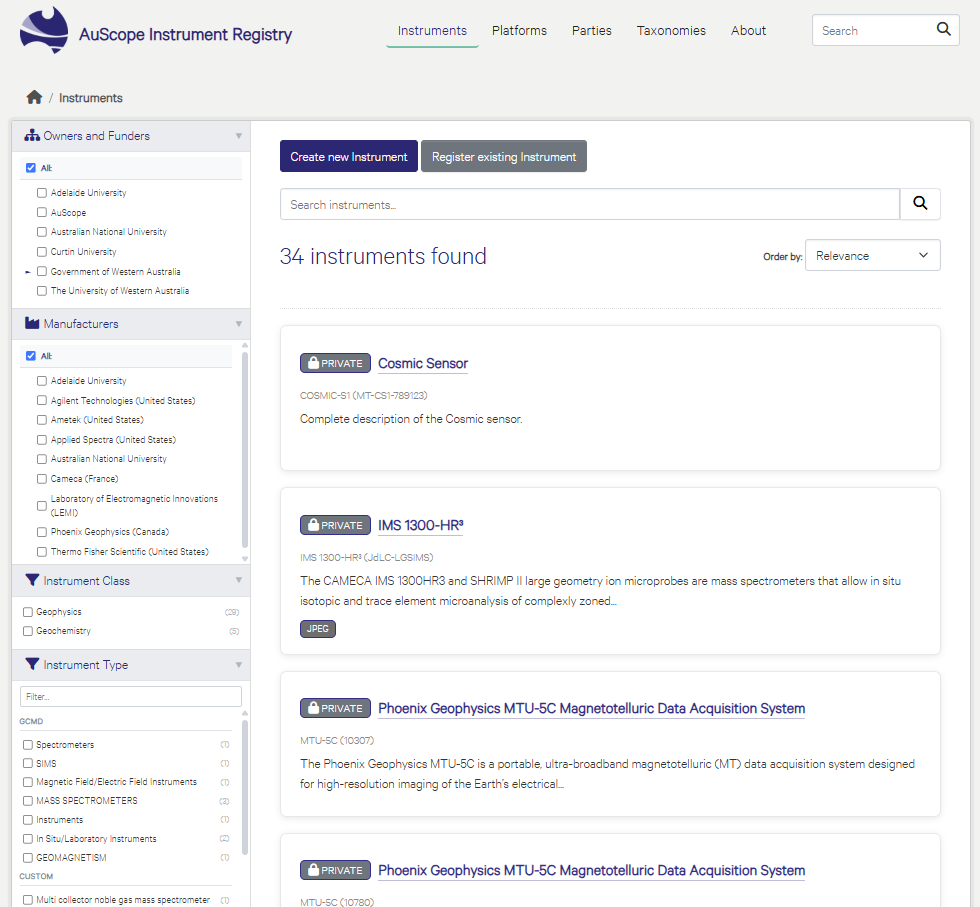 AuScope Instrument Registry
Instruments Platforms Parties Taxonomies About
Search
/ Instruments
Owners and Funders
All:
Adelaide University
AuScope
Australian National University
Curtin University
Government of Western Australia
The University of Western Australia
Manufacturers
All:
Adelaide University
Agilent Technologies (United States)
Ametek (United States)
Applied Spectra (United States)
Australian National University
Cameca (France)
Laboratory of Electromagnetic Innovations
(LEMI)
Phoenix Geophysics (Canada)
Thermo Fisher Scientific (United States)
Instrument Class
Geophysics (29)
Geochemistry (5)
Instrument Type
Filter...
GCMD
Spectrometers (1)
SIMS (1)
Magnetic Field/Electric Field Instruments (1)
MASS SPECTROMETERS (3)
Instruments (1)
In Situ/Laboratory Instruments (2)
GEOMAGNETISM (1)
CUSTOM
Multi collector noble gas mass spectrometer (1)
Create new Instrument Register existing Instrument
Search instruments...
34 instruments found
Order by: Relevance
PRIVATE Cosmic Sensor
COSMIC-S1 (MT-CS1-789123)
Complete description of the Cosmic sensor.
PRIVATE IMS 1300-HR³
IMS 1300-HR³ (JdLC-LGSIMS)
The CAMECA IMS 1300HR3 and SHRIMP II large geometry ion microprobes are mass spectrometers that allow in situ
isotopic and trace element microanalysis of complexly zoned...
JPEG
PRIVATE Phoenix Geophysics MTU-5C Magnetotelluric Data Acquisition System
MTU-5C (10307)
The Phoenix Geophysics MTU-5C is a portable, ultra-broadband magnetotelluric (MT) data acquisition system designed
for high-resolution imaging of the Earth's electrical...
PRIVATE Phoenix Geophysics MTU-5C Magnetotelluric Data Acquisition System
MTU-5C (10780)